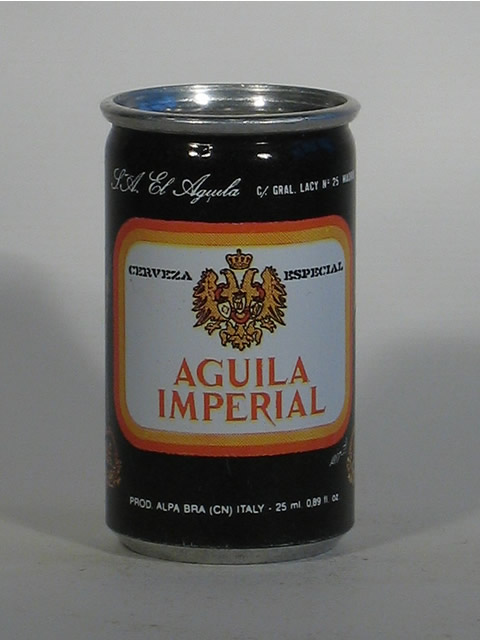 S.A. El Aguila C/. GRAL. LACY Nº 25
CERVEZA ESPECIAL
AGUILA
IMPERIAL
PROD. ALPA BRA (CN) ITALY - 25 ml. 0,89 fl. oz